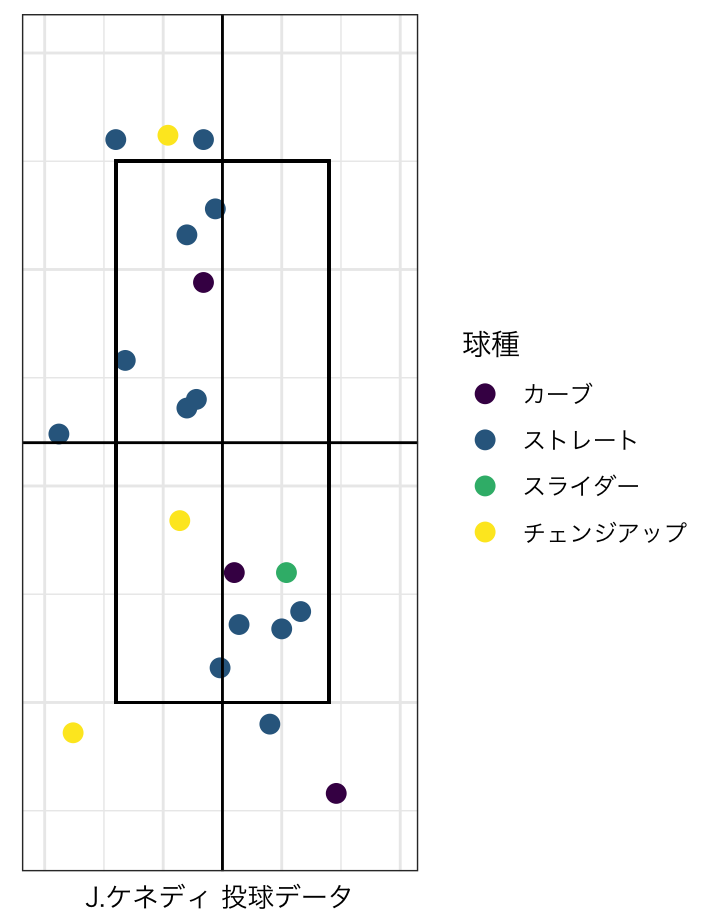 球種
カーブ
ストレート
スライダー
チェンジアップ
J.ケネディ 投球データ